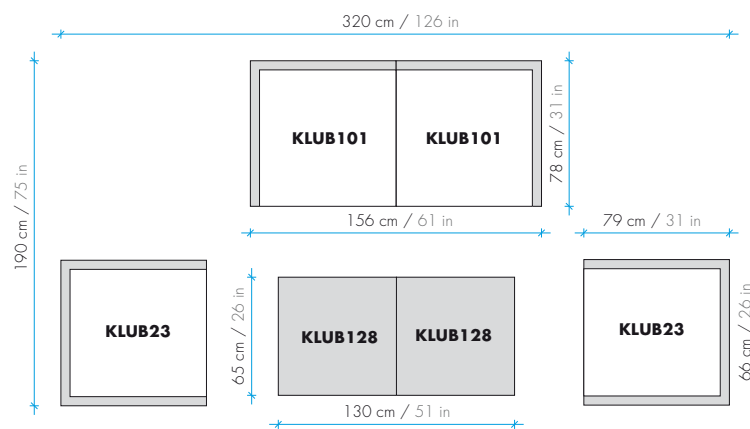 320 cm / 126 in
190 cm / 75 in
KLUB101
KLUB101
78 cm / 31 in
156 cm / 61 in
79 cm / 31 in
KLUB23
65 cm / 26 in
KLUB128
KLUB128
KLUB23
66 cm / 26 in
130 cm / 51 in